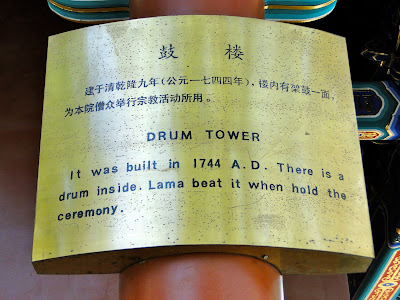 鼓 楼
建于清乾隆九年(公元一七四四年),楼内有架鼓一面,
为本院僧众举行宗教活动所用。
DRUM TOWER
It was built in 1744 A.D. There is a
drum inside. Lama beat it when hold the
ceremony.